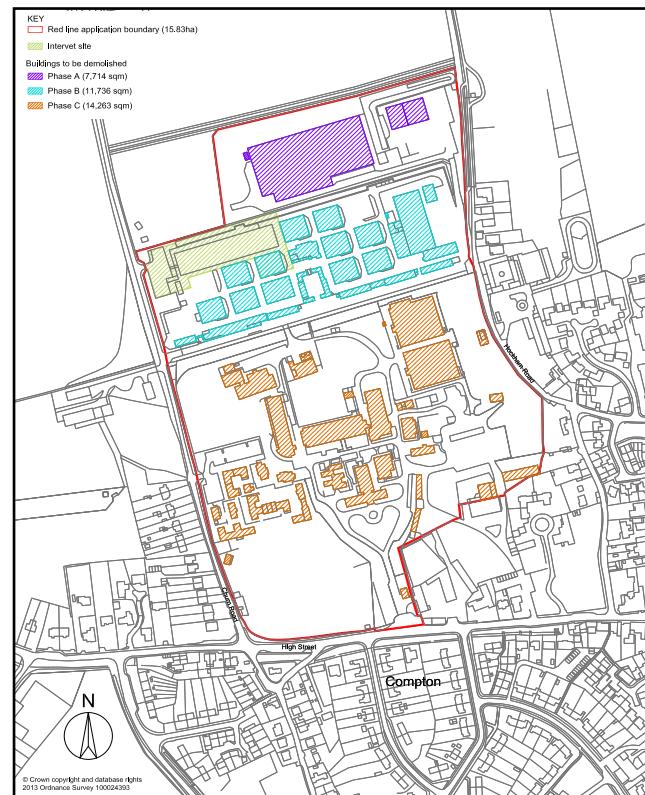 KEY
Red line application boundary (15.83ha)
Intervet site
Buildings to be demolished
Phase A (7,714 sqm)
Phase B (11,736 sqm)
Phase C (14,263 sqm)
Hockham Road
Churn Road
High Street
Compton
N
© Crown copyright and database rights
2013 Ordnance Survey 100024393